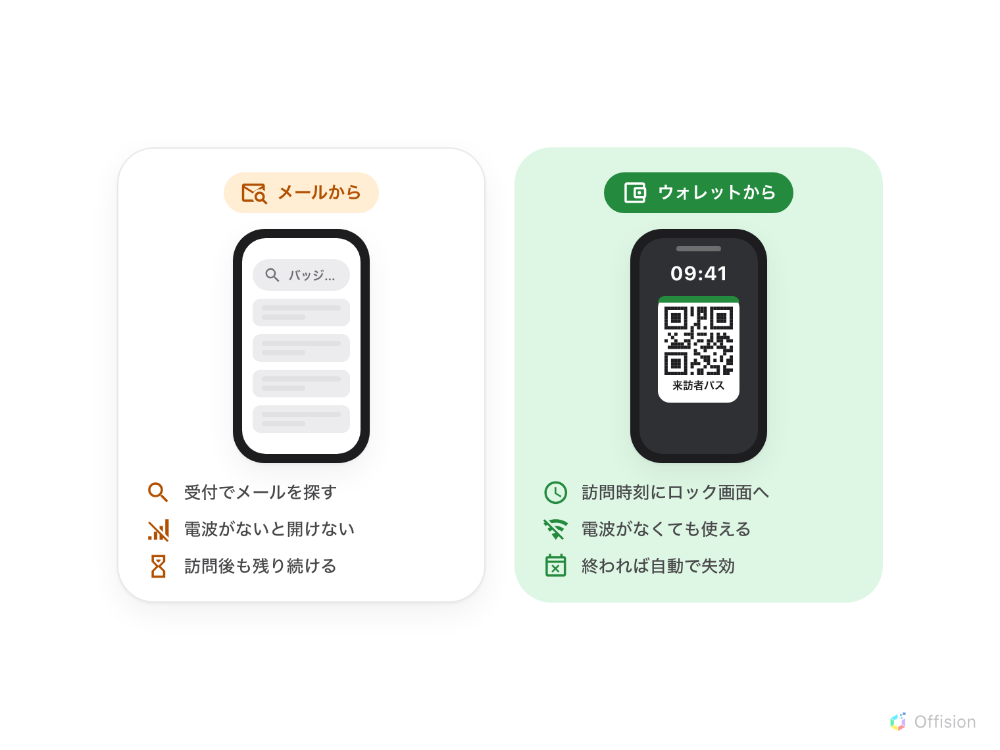 メールから
バッジ...
受付でメールを探す
電波がないと開けない
訪問後も残り続ける
ウォレットから
09:41
来訪者パス
訪問時刻にロック画面へ
電波がなくても使える
終われば自動で失効
Offision